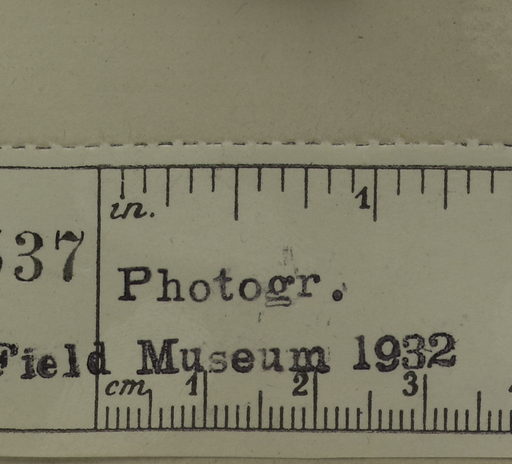 in. 1
537
Photogr.
Field Museum 1932
cm 1 2 3